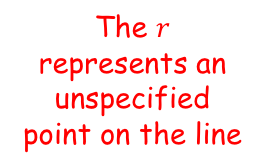 The r
represents an
unspecified
point on the line